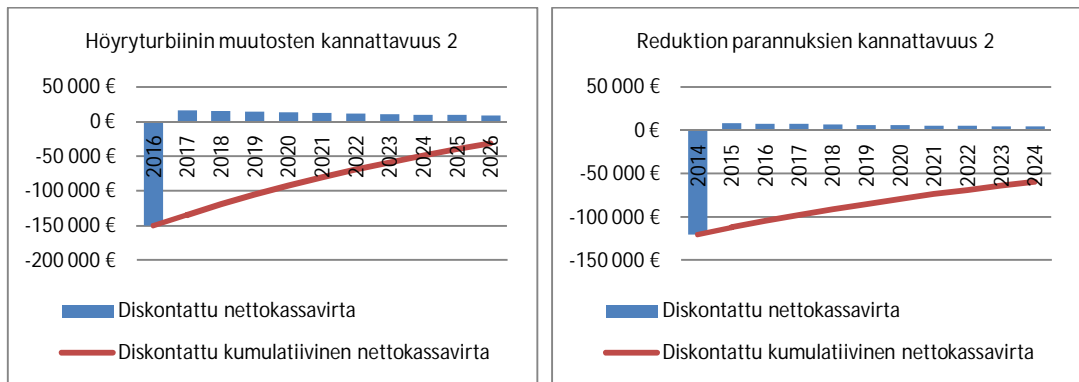 Höyryturbiinin muutosten kannattavuus 2
50 000 €
0 €
-50 000 €
-100 000 €
-150 000 €
-200 000 €
2016
2017
2018
2019
2020
2021
2022
2023
2024
2025
2026
Diskontattu nettokassavirta
Diskontattu kumulatiivinen nettokassavirta
Reduktion parannuksien kannattavuus 2
50 000 €
0 €
-50 000 €
-100 000 €
-150 000 €
2014
2015
2016
2017
2018
2019
2020
2021
2022
2023
2024
Diskontattu nettokassavirta
Diskontattu kumulatiivinen nettokassavirta